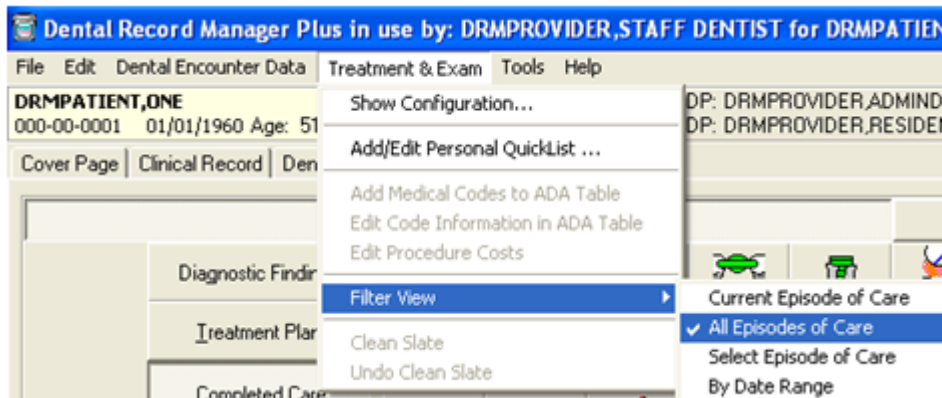 Dental Record Manager Plus in use by: DRMPROVIDER,STAFF DENTIST for DRMPATIEN
File Edit Dental Encounter Data Treatment & Exam Tools Help
DRMPATIENT,ONE
000-00-0001 01/01/1960 Age: 51
DP: DRMPROVIDER,ADMIND
DP: DRMPROVIDER,RESIDEN
Cover Page Clinical Record Den
Show Configuration...
Add/Edit Personal QuickList ...
Add Medical Codes to ADA Table
Edit Code Information in ADA Table
Edit Procedure Costs
Filter View
Clean Slate
Undo Clean Slate
Diagnostic Findin
Treatment Plan
Completed Care
Current Episode of Care
All Episodes of Care
Select Episode of Care
By Date Range